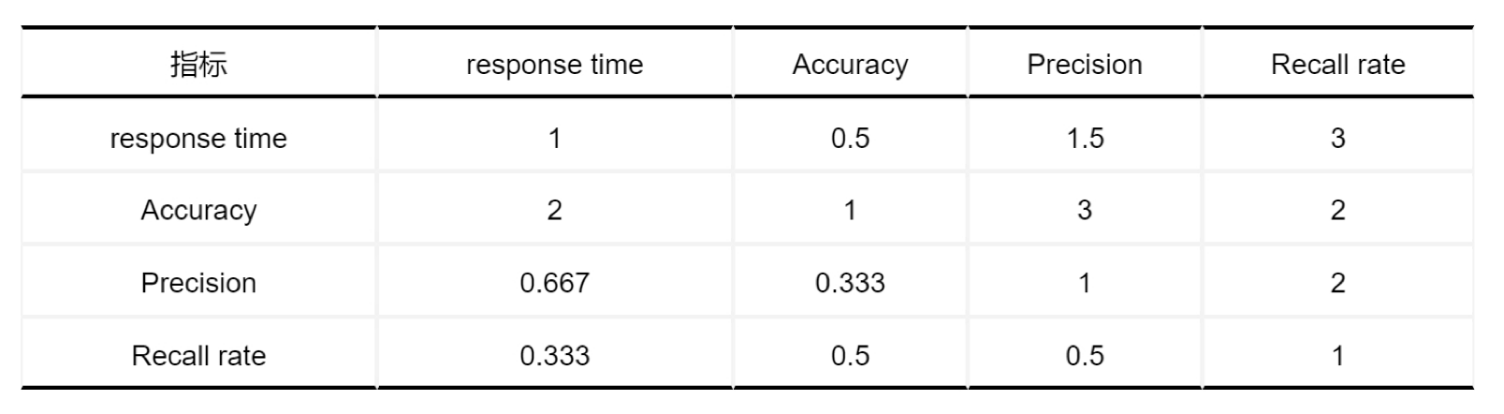 指标 response time Accuracy Precision Recall rate
response time 1 0.5 1.5 3
Accuracy 2 1 3 2
Precision 0.667 0.333 1 2
Recall rate 0.333 0.5 0.5 1